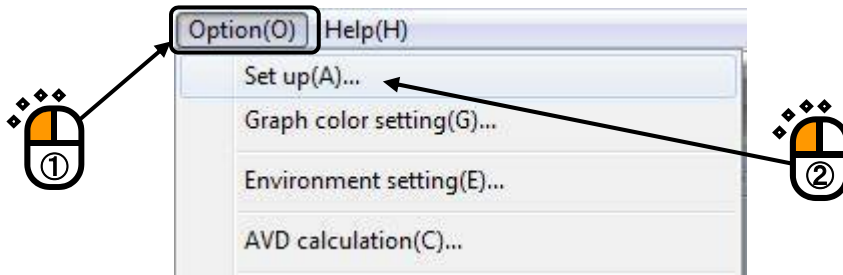 Option(O) Help(H)
Set up(A)...
Graph color setting(G)...
①
②
Environment setting(E)...
AVD calculation(C)...